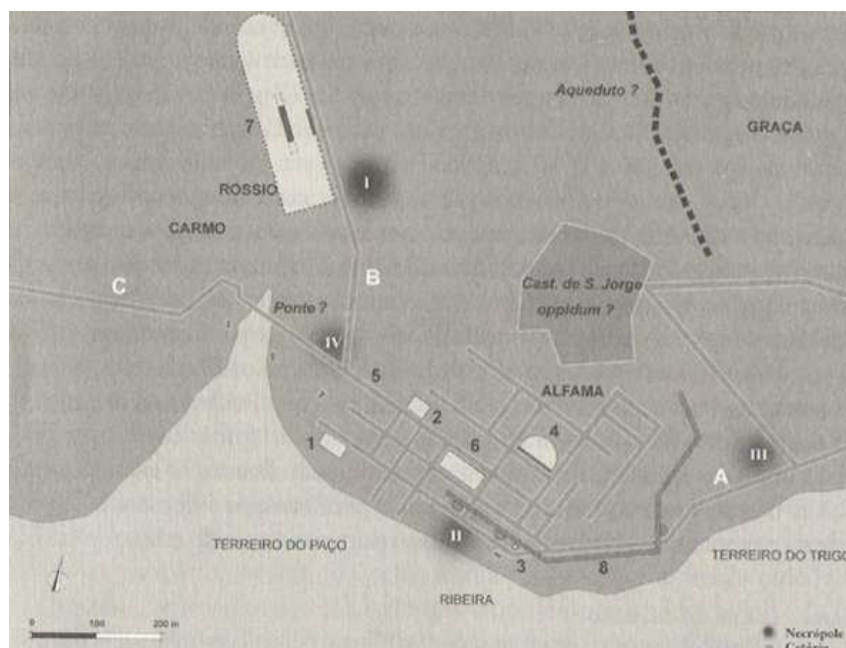 Aqueduto ?
GRAÇA
7
I
ROSSIO
CARMO
C
B
Cast. de S. Jorge
oppidum ?
Ponte ?
IV
5
ALFAMA
2
4
1
6
III
A
II
TERREIRO DO PAÇO
3
8
TERREIRO DO TRIGO
RIBEIRA
0 100 200 m
Necrópole